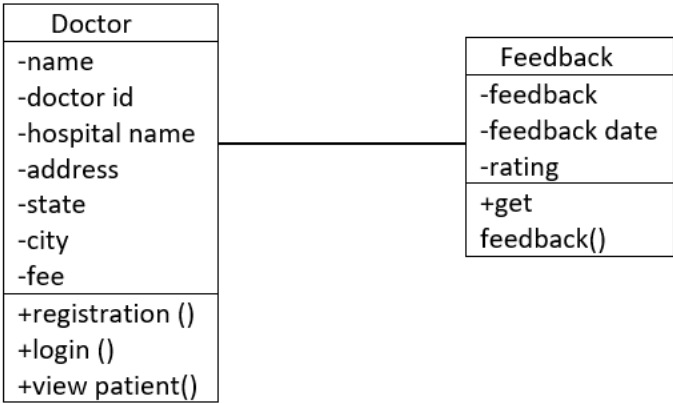 Doctor
-name
-doctor id
-hospital name
-address
-state
-city
-fee
+registration ()
+login ()
+view patient()
Feedback
-feedback
-feedback date
-rating
+get
feedback()